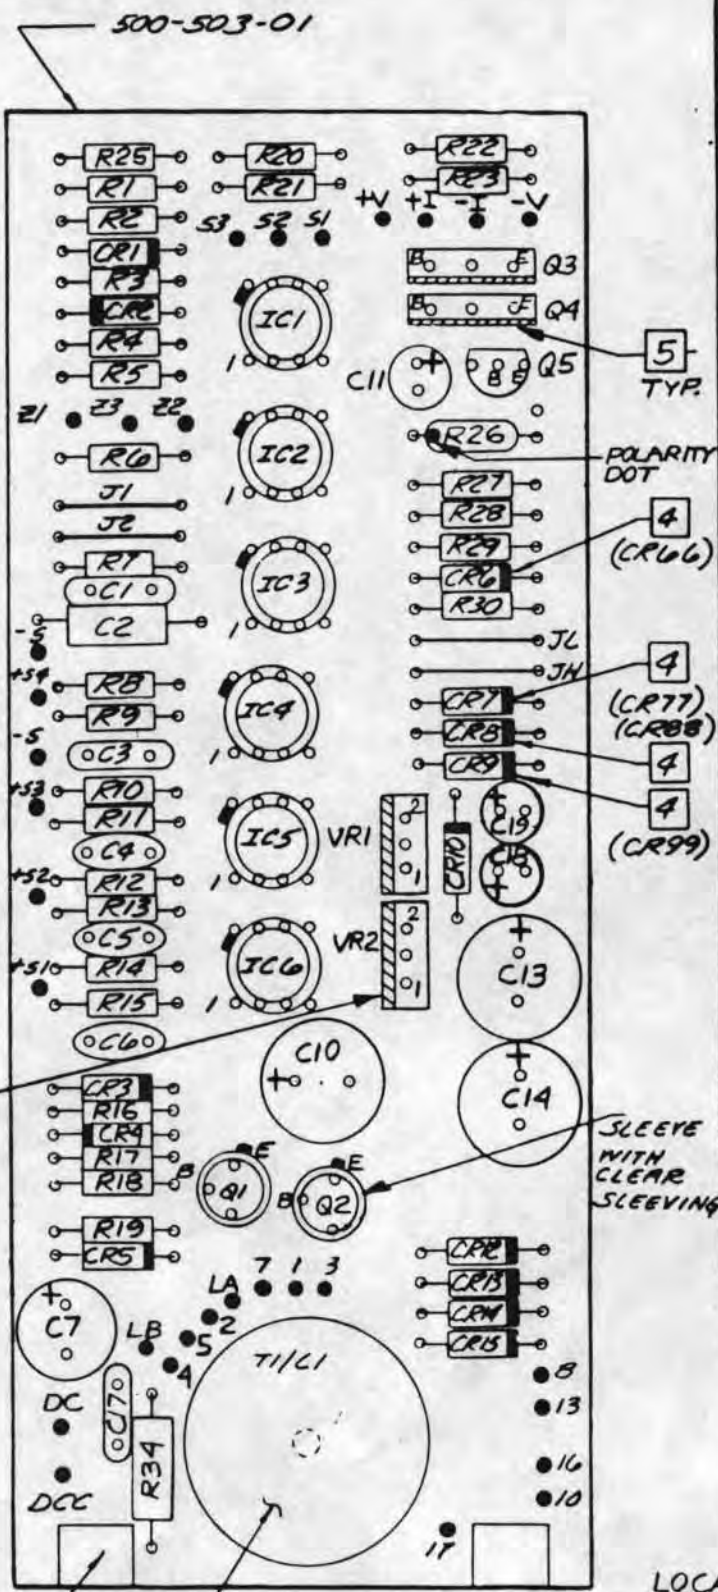 500-503-01
R25 R20 R22
R1 R21 R23
R2 +V +I -I -V
S3 S2 S1
CR1
R3 B E Q3
CR2 IC1 B E Q4
R4 1
R5 C11 + B E Q5
5
TYP.
Z1 Z3 Z2
R6 IC2 R26
1
POLARITY
DOT
J1 R27
J2 R28
4
(CR66)
R7 R29
C1 IC3 CR6
C2 1 R30
-S JL
+S4 JH
R8 IC4 CR7
4
(CR77)
(CR88)
R9 1 CR8
4
-S C3 CR9
4
(CR99)
+S3 R10
R11 VR1 2 1 CR10 +
C4 IC5 +
+S2 R12 1
R13
C5 VR2 2 1 + C13
+S1 R14 IC6
R15 1
C6 C10 + + C14
CR3
R16
CR4
R17
R18 B Q1 E B Q2 E
SLEEVE
WITH
CLEAR
SLEEVING
R19 CR12
CR5 CR13
LA 7 1 3 CR14
+ C7 LB 4 5 2 CR15
T1/C1
8
DC C17 13
R34
DCC 16
10
17
LOCA